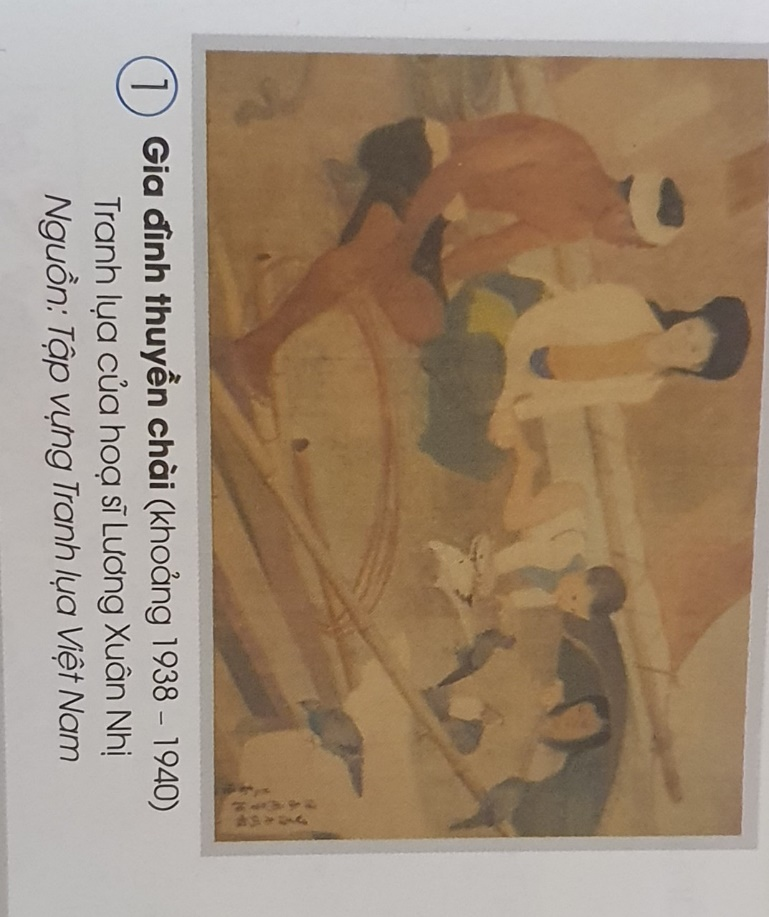 1 Gia đình thuyền chài (khoảng 1938 - 1940)
Tranh lụa của hoạ sĩ Lương Xuân Nhị
Nguồn: Tập vựng Tranh lụa Việt Nam